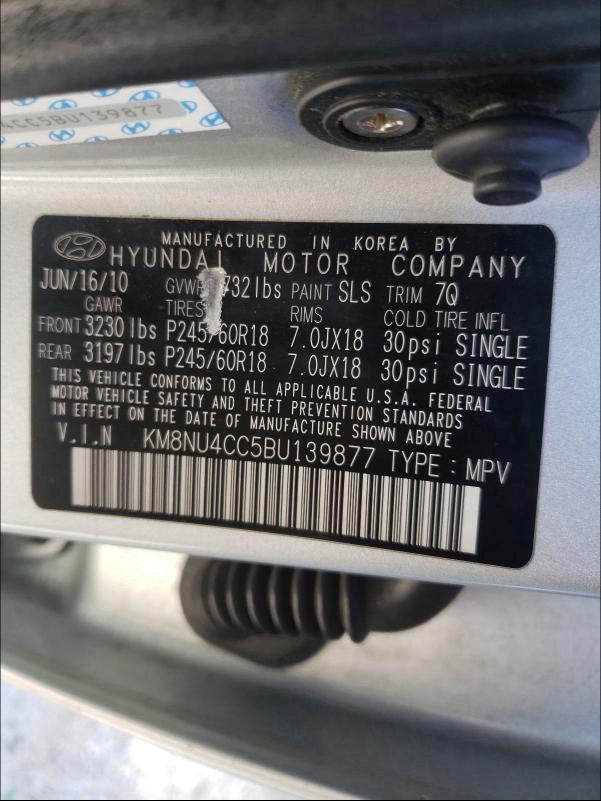 4CC5BU139877
MANUFACTURED IN KOREA BY
HYUNDAI MOTOR COMPANY
JUN/16/10 GVWR 732lbs PAINT SLS TRIM 7Q
GAWR TIRES RIMS COLD TIRE INFL
FRONT 3230lbs P245/60R18 7.0JX18 30psi SINGLE
REAR 3197lbs P245/60R18 7.0JX18 30psi SINGLE
THIS VEHICLE CONFORMS TO ALL APPLICABLE U.S.A. FEDERAL
MOTOR VEHICLE SAFETY AND THEFT PREVENTION STANDARDS
IN EFFECT ON THE DATE OF MANUFACTURE SHOWN ABOVE
V.I.N KM8NU4CC5BU139877 TYPE : MPV